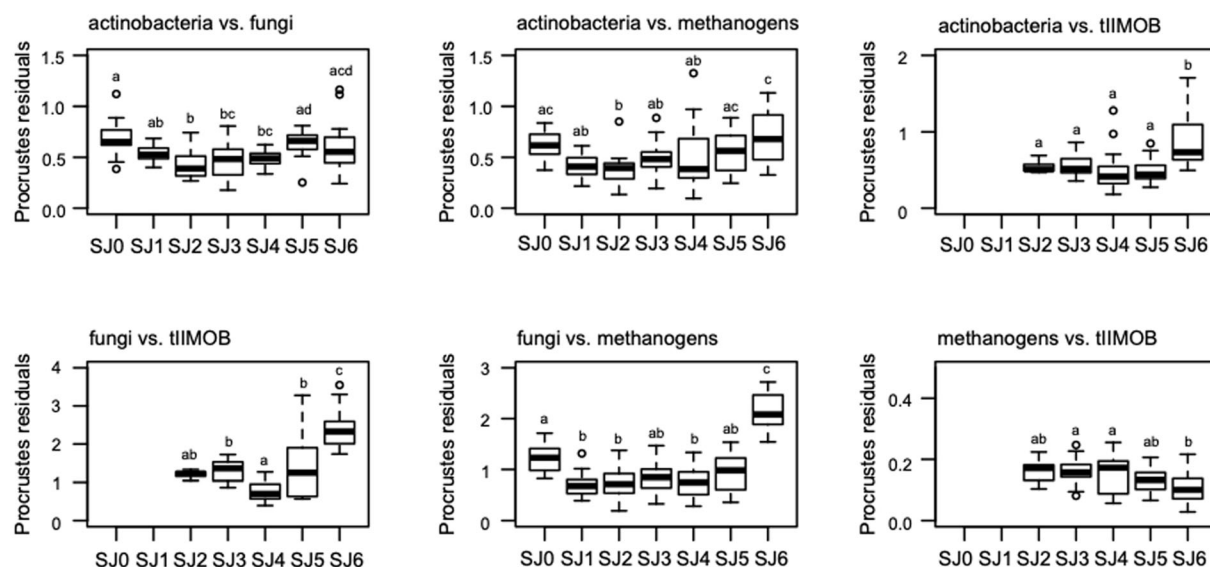 actinobacteria vs. fungi
Procrustes residuals
1.5
1.0
0.5
0.0
a
ab
b
bc
bc
ad
acd
SJ0 SJ1 SJ2 SJ3 SJ4 SJ5 SJ6
actinobacteria vs. methanogens
Procrustes residuals
1.5
1.0
0.5
0.0
ac
ab
b
ab
ab
ac
c
SJ0 SJ1 SJ2 SJ3 SJ4 SJ5 SJ6
actinobacteria vs. tIIMOB
Procrustes residuals
2
1
0
a
a
a
a
b
SJ0 SJ1 SJ2 SJ3 SJ4 SJ5 SJ6
fungi vs. tIIMOB
Procrustes residuals
4
3
2
1
0
ab
b
a
b
c
SJ0 SJ1 SJ2 SJ3 SJ4 SJ5 SJ6
fungi vs. methanogens
Procrustes residuals
3
2
1
0
a
b
b
ab
b
ab
c
SJ0 SJ1 SJ2 SJ3 SJ4 SJ5 SJ6
methanogens vs. tIIMOB
Procrustes residuals
0.4
0.2
0.0
ab
a
a
ab
b
SJ0 SJ1 SJ2 SJ3 SJ4 SJ5 SJ6